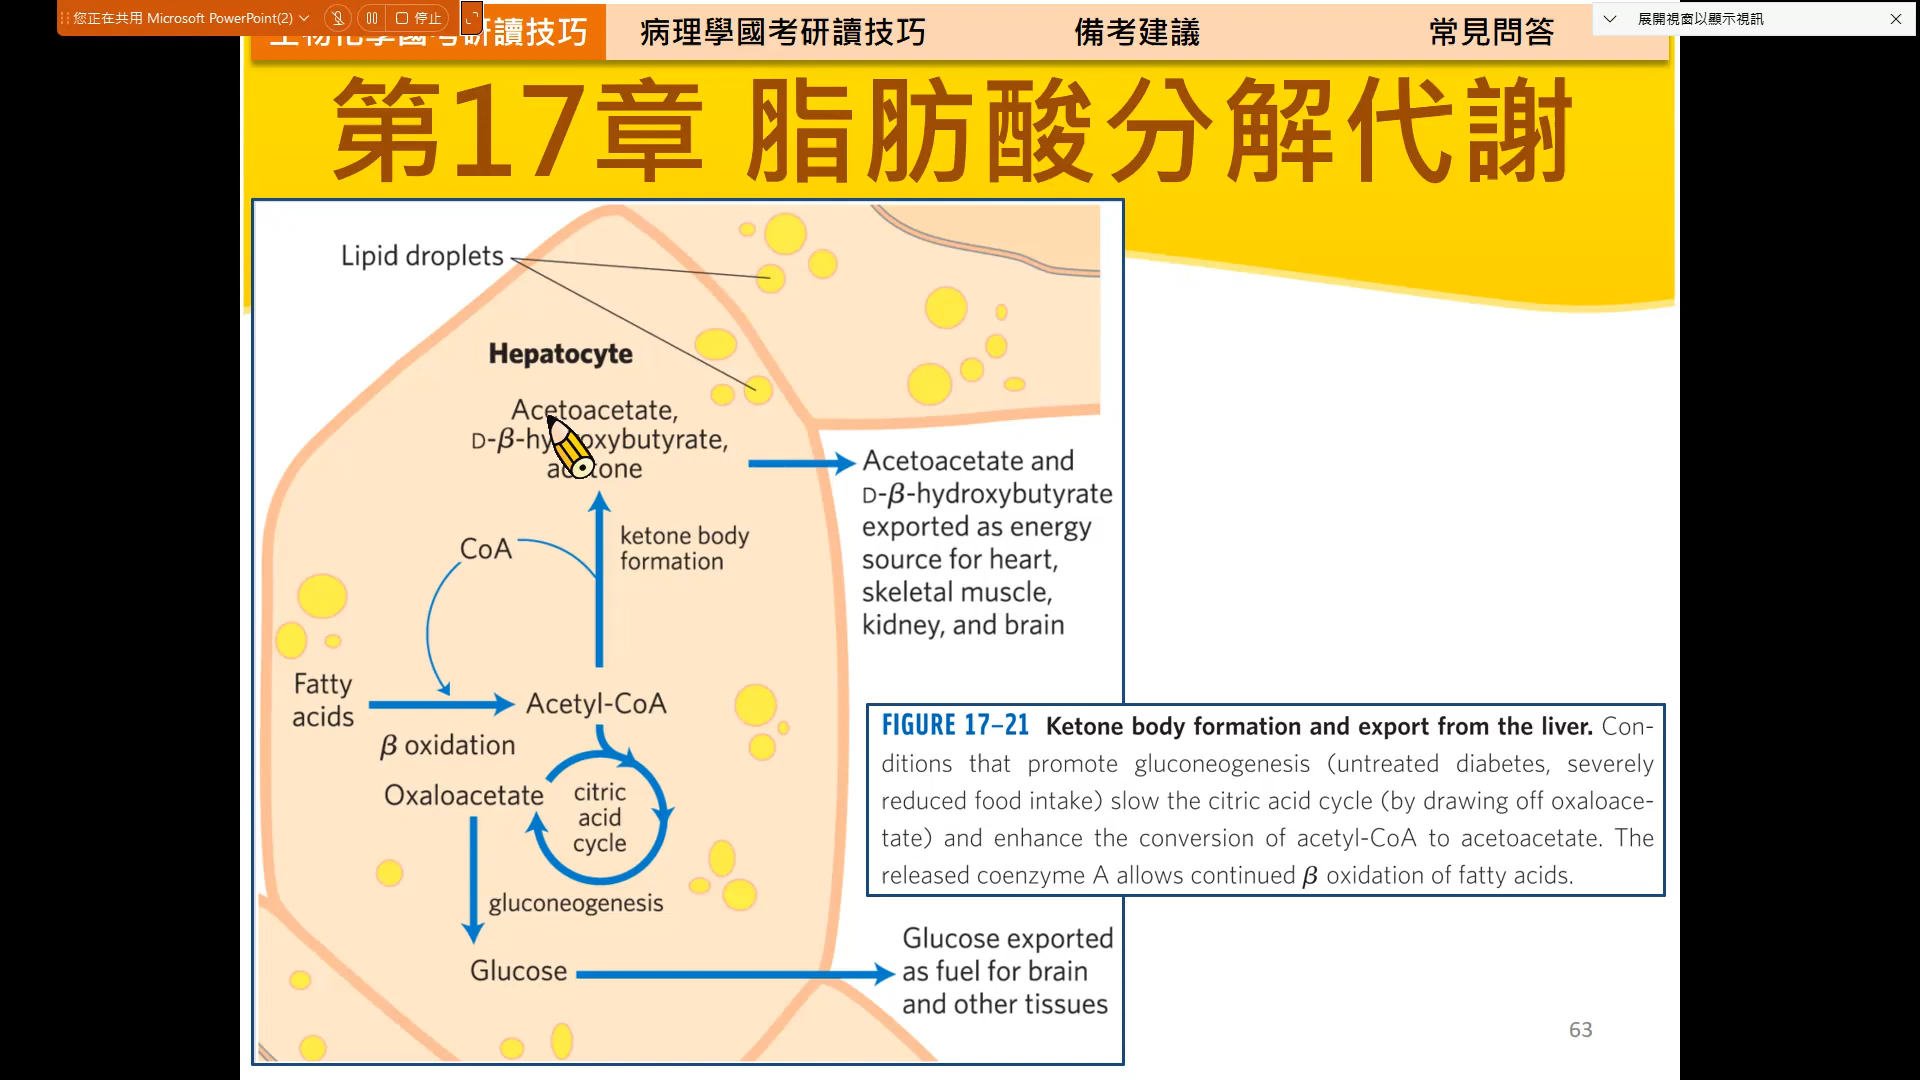 您正在共用 Microsoft PowerPoint(2)
停止
展開視窗以顯示視訊
研讀技巧
病理學國考研讀技巧
備考建議
常見問答
第17章 脂肪酸分解代謝
Lipid droplets
Hepatocyte
Acetoacetate,
D-β-hydroxybutyrate,
acetone
Acetoacetate and
D-β-hydroxybutyrate
exported as energy
source for heart,
skeletal muscle,
kidney, and brain
CoA
ketone body
formation
Fatty
acids
Acetyl-CoA
β oxidation
Oxaloacetate
citric
acid
cycle
gluconeogenesis
Glucose
Glucose exported
as fuel for brain
and other tissues
FIGURE 17–21 Ketone body formation and export from the liver. Con-
ditions that promote gluconeogenesis (untreated diabetes, severely
reduced food intake) slow the citric acid cycle (by drawing off oxaloace-
tate) and enhance the conversion of acetyl-CoA to acetoacetate. The
released coenzyme A allows continued β oxidation of fatty acids.
63